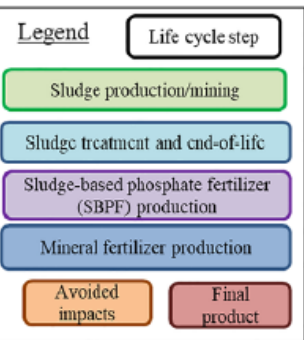 Legend
Life cycle step
Sludge production/mining
Sludge treatment and end-of-life
Sludge-based phosphate fertilizer
(SBPF) production
Mineral fertilizer production
Avoided
impacts
Final
product